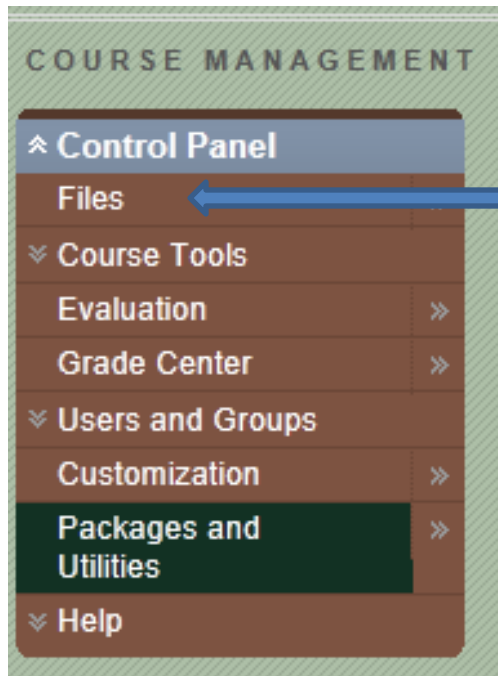 COURSE MANAGEMENT
Control Panel
Files
Course Tools
Evaluation
Grade Center
Users and Groups
Customization
Packages and
Utilities
Help